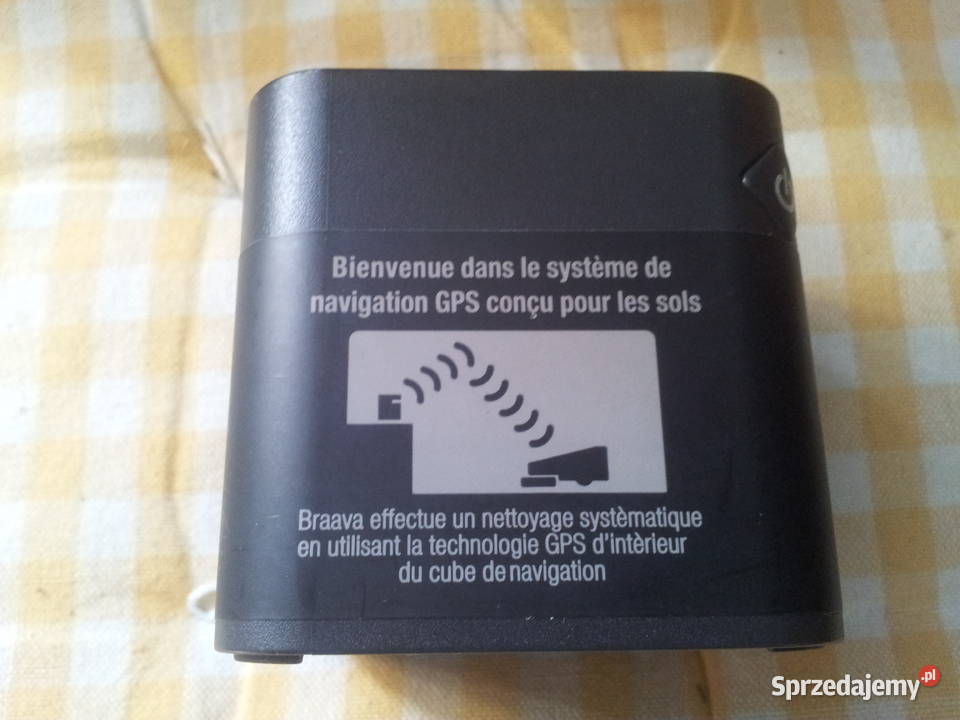 Bienvenue dans le système de
navigation GPS conçu pour les sols
Braava effectue un nettoyage systèmatique
en utilisant la technologie GPS d'intèrieur
du cube de navigation
Sprzedajemy.pl